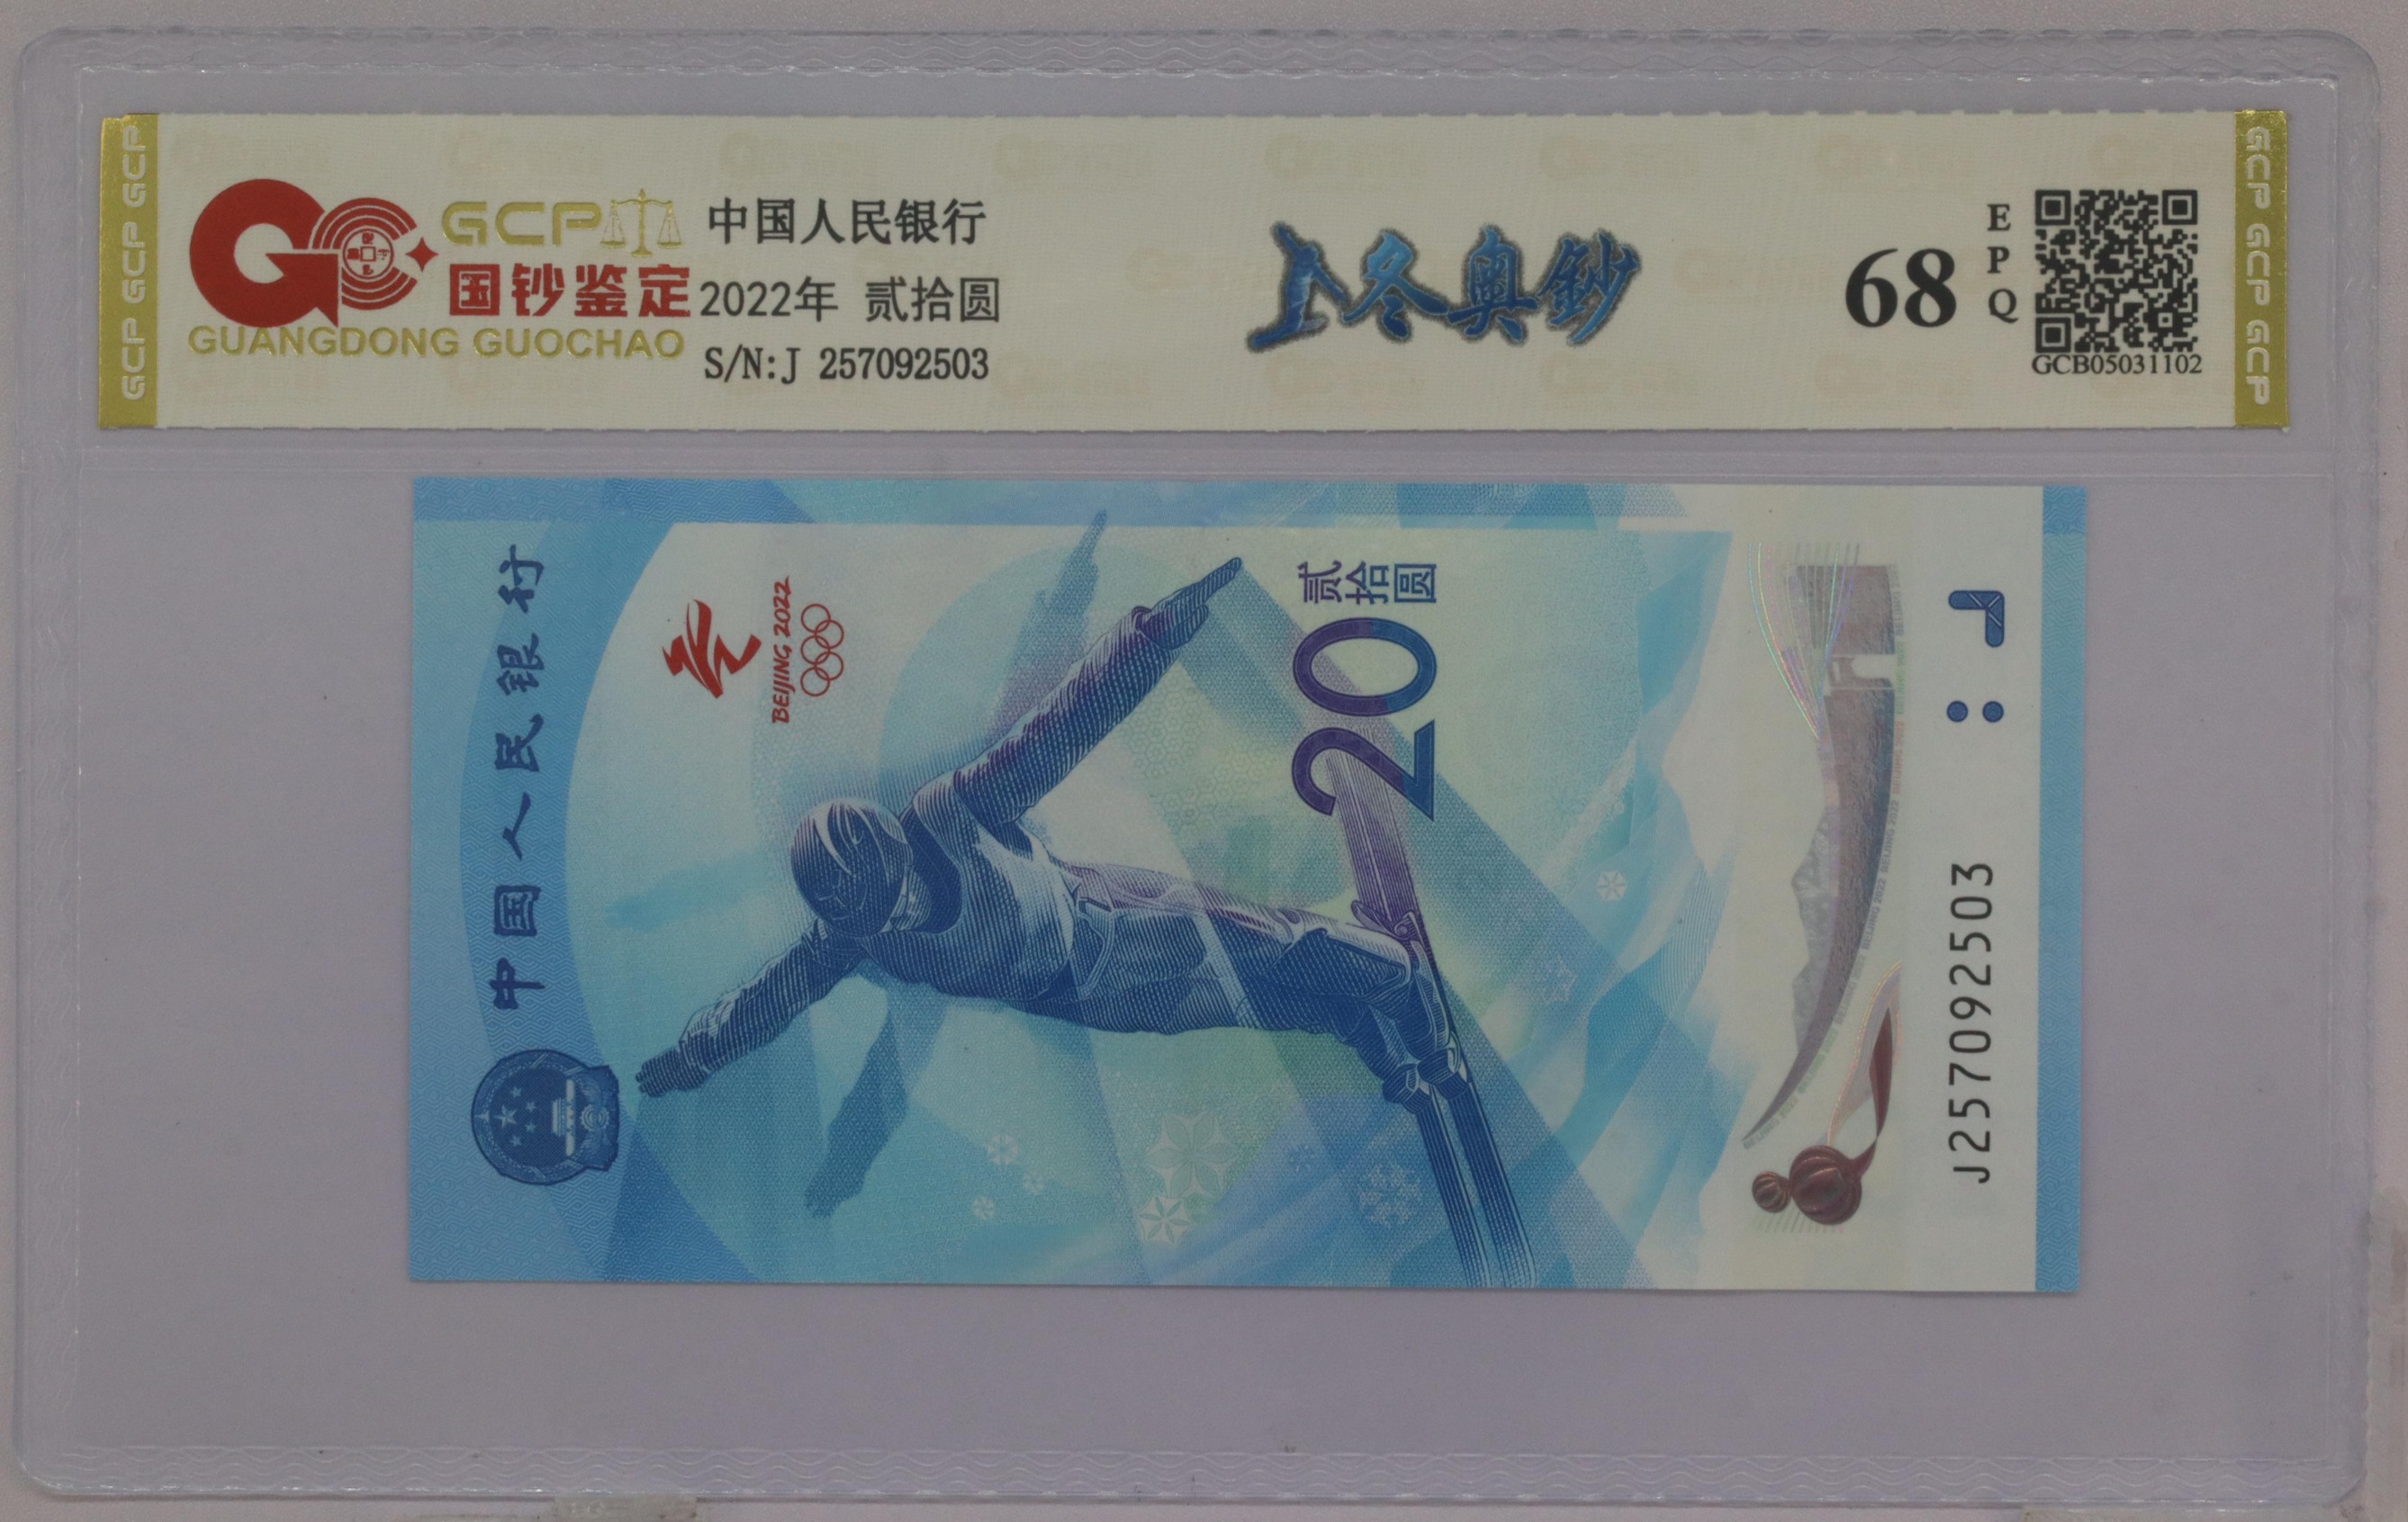 GCP GCP GCP
GCP
国钞鉴定
GUANGDONG GUOCHAO
中国人民银行
2022年 贰拾圆
S/N:J 257092503
冬奥鈔
68
EPQ
GCB05031102
GCP GCP GCP
中国人民银行
BEIJING 2022
贰拾圆
20
J257092503